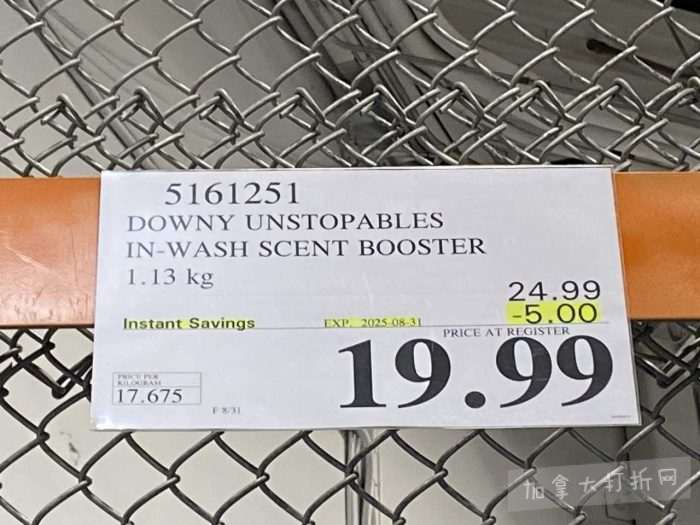 5161251
DOWNY UNSTOPABLES
IN-WASH SCENT BOOSTER
1.13 kg
24.99
Instant Savings EXP. 2025-08-31 -5.00
PRICE AT REGISTER
19.99
PRICE PER
KILOGRAM
17.675
F 8/31
加拿大打折网